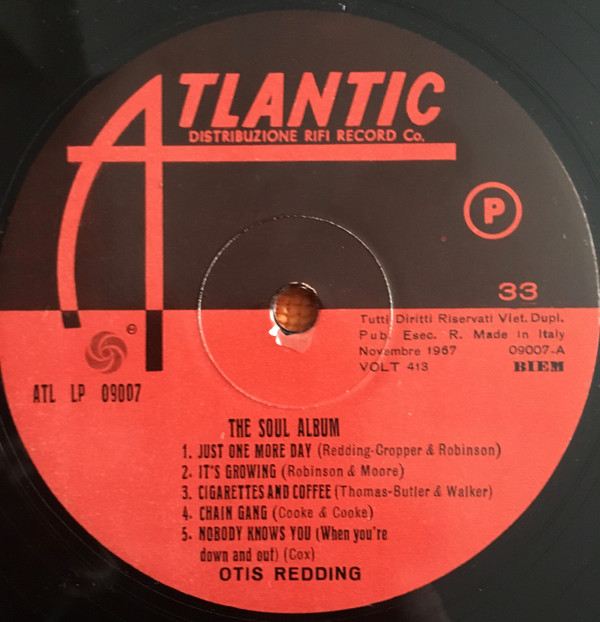 ATLANTIC
DISTRIBUZIONE RIFI RECORD Co.
P
33
Tutti Diritti Riservati Viet. Dupl.
Pub. Esec. R. Made in Italy
Novembre 1967 09007-A
VOLT 413 BIEM
ATL LP 09007
THE SOUL ALBUM
1. JUST ONE MORE DAY (Redding-Cropper & Robinson)
2. IT'S GROWING (Robinson & Moore)
3. CIGARETTES AND COFFEE (Thomas-Butler & Walker)
4. CHAIN GANG (Cooke & Cooke)
5. NOBODY KNOWS YOU (When you're
down and out) (Cox)
OTIS REDDING